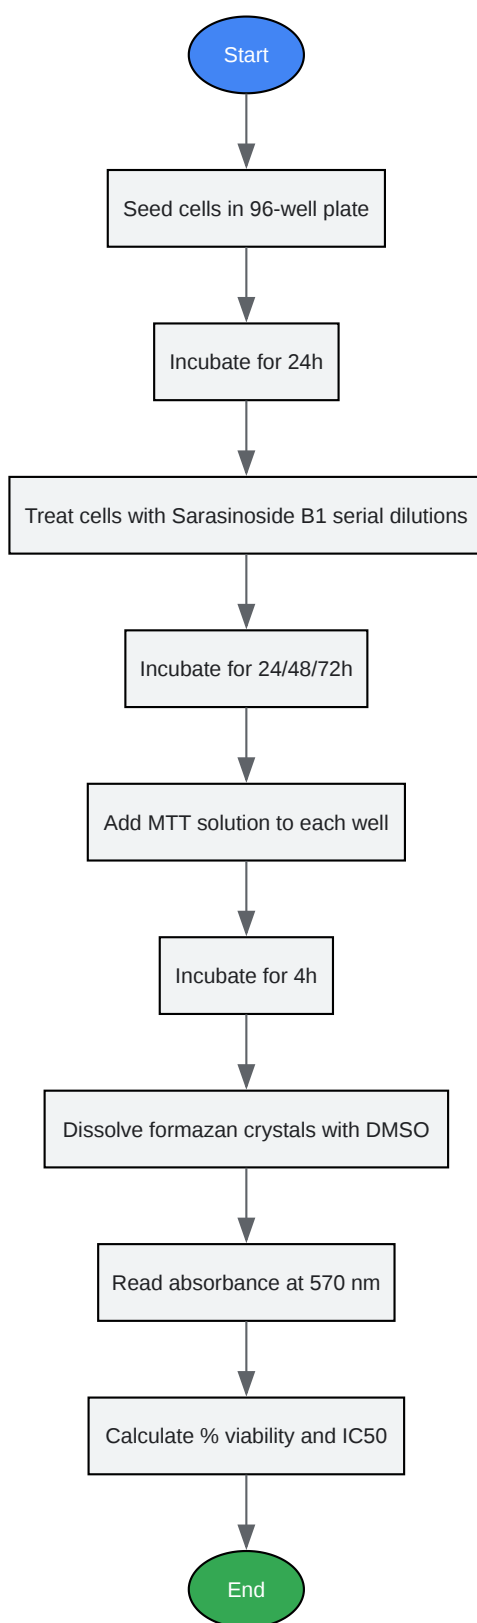 Start
Seed cells in 96-well plate
Incubate for 24h
Treat cells with Sarasinoside B1 serial dilutions
Incubate for 24/48/72h
Add MTT solution to each well
Incubate for 4h
Dissolve formazan crystals with DMSO
Read absorbance at 570 nm
Calculate % viability and IC50
End